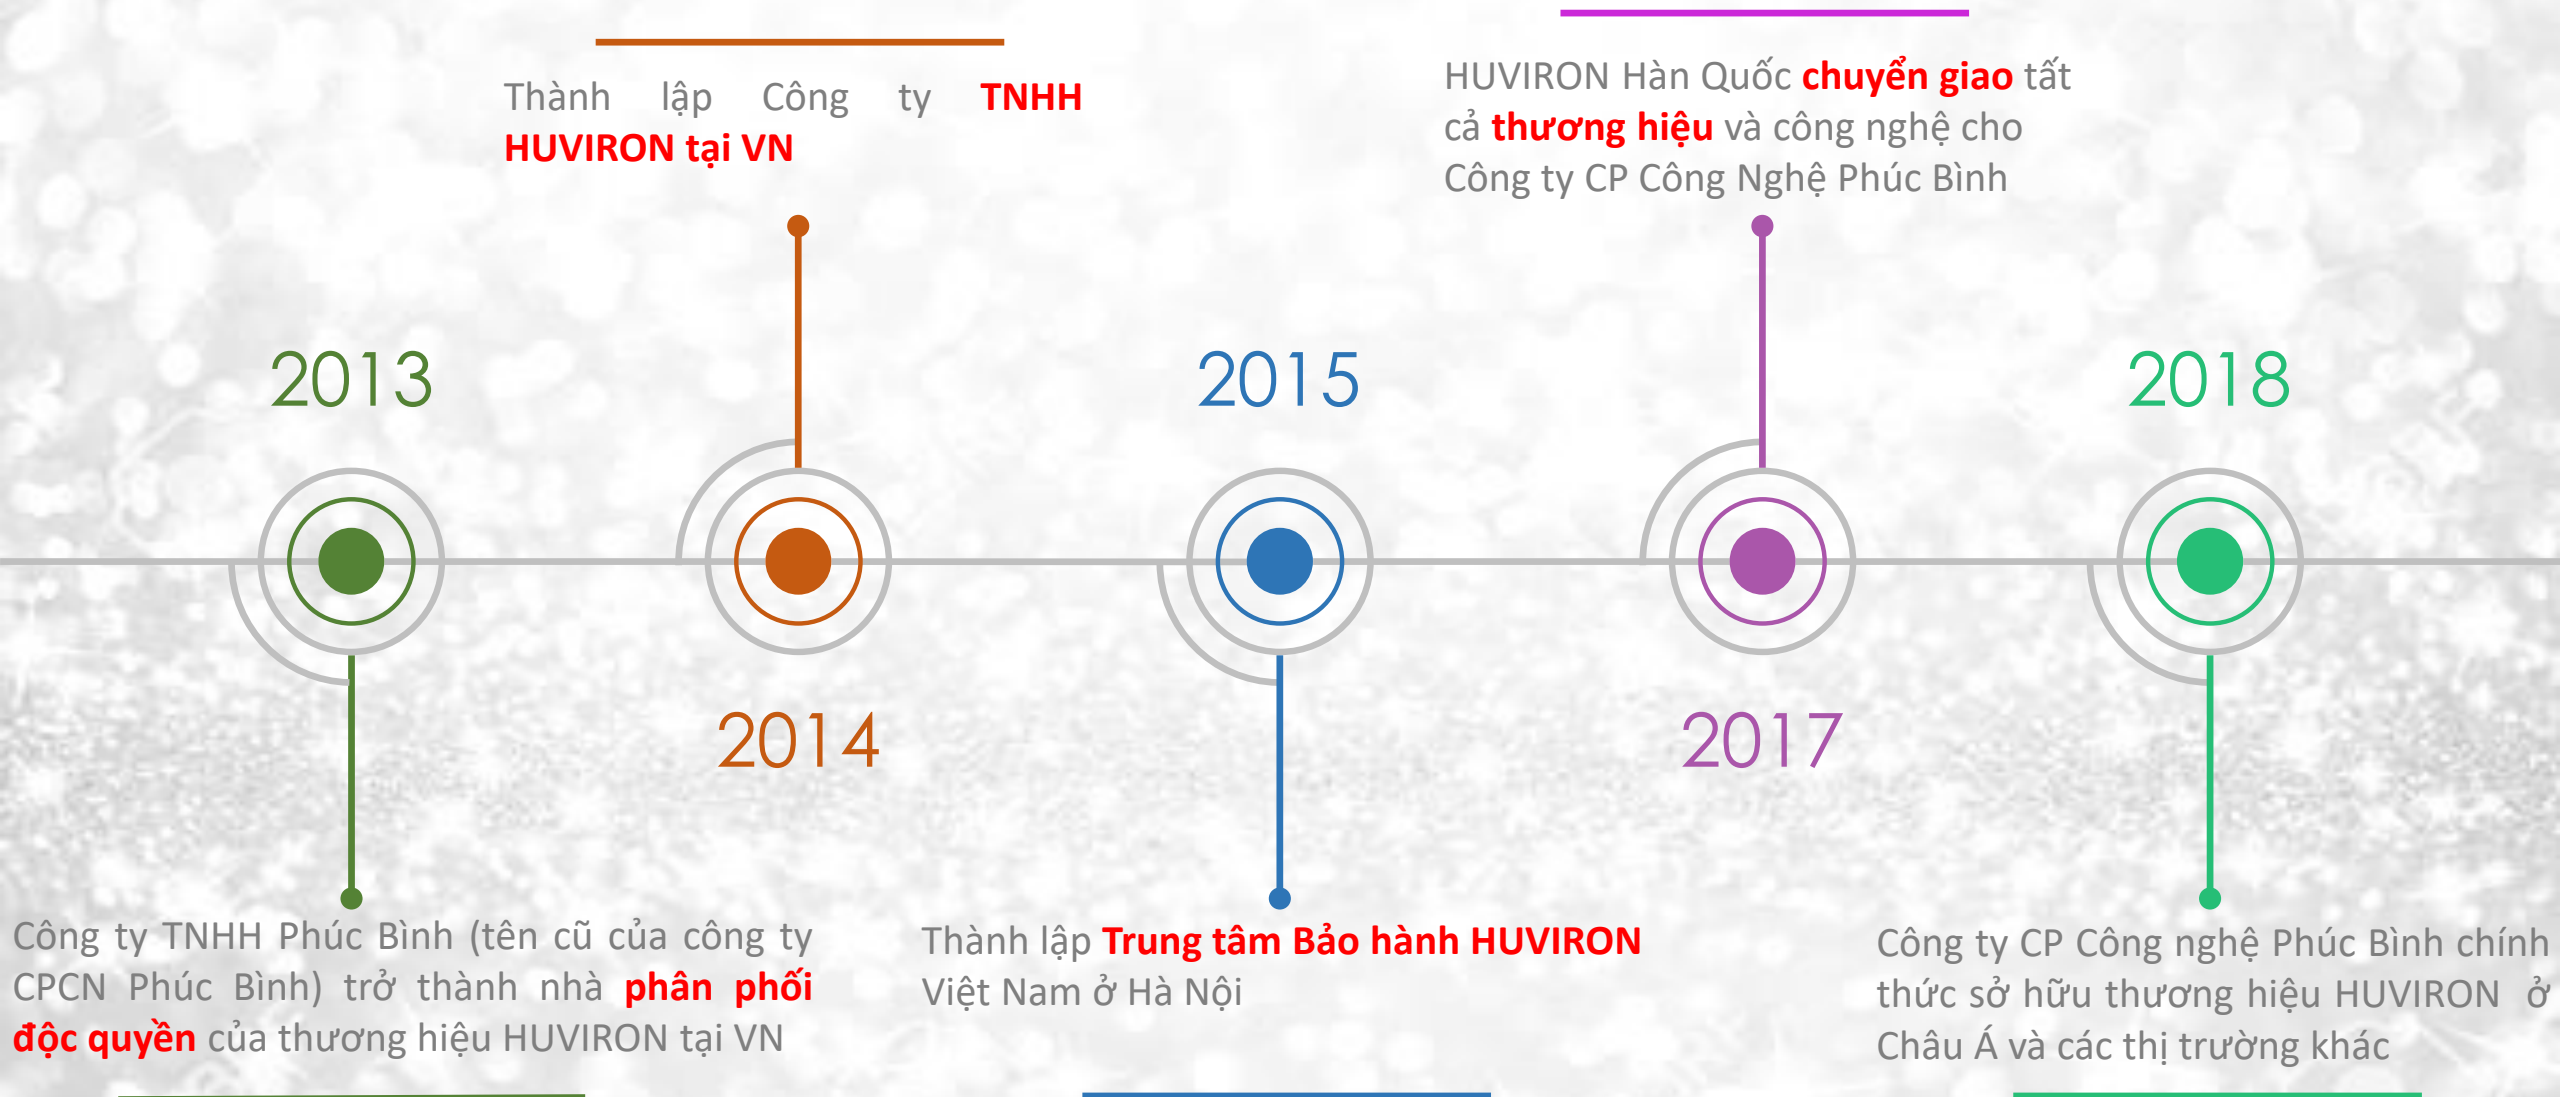 Thành lập Công ty TNHH
HUVIRON tại VN
HUVIRON Hàn Quốc chuyển giao tất
cả thương hiệu và công nghệ cho
Công ty CP Công Nghệ Phúc Bình
2013
2015
2018
2014
2017
Công ty TNHH Phúc Bình (tên cũ của công ty
CPCN Phúc Bình) trở thành nhà phân phối
độc quyền của thương hiệu HUVIRON tại VN
Thành lập Trung tâm Bảo hành HUVIRON
Việt Nam ở Hà Nội
Công ty CP Công nghệ Phúc Bình chính
thức sở hữu thương hiệu HUVIRON ở
Châu Á và các thị trường khác